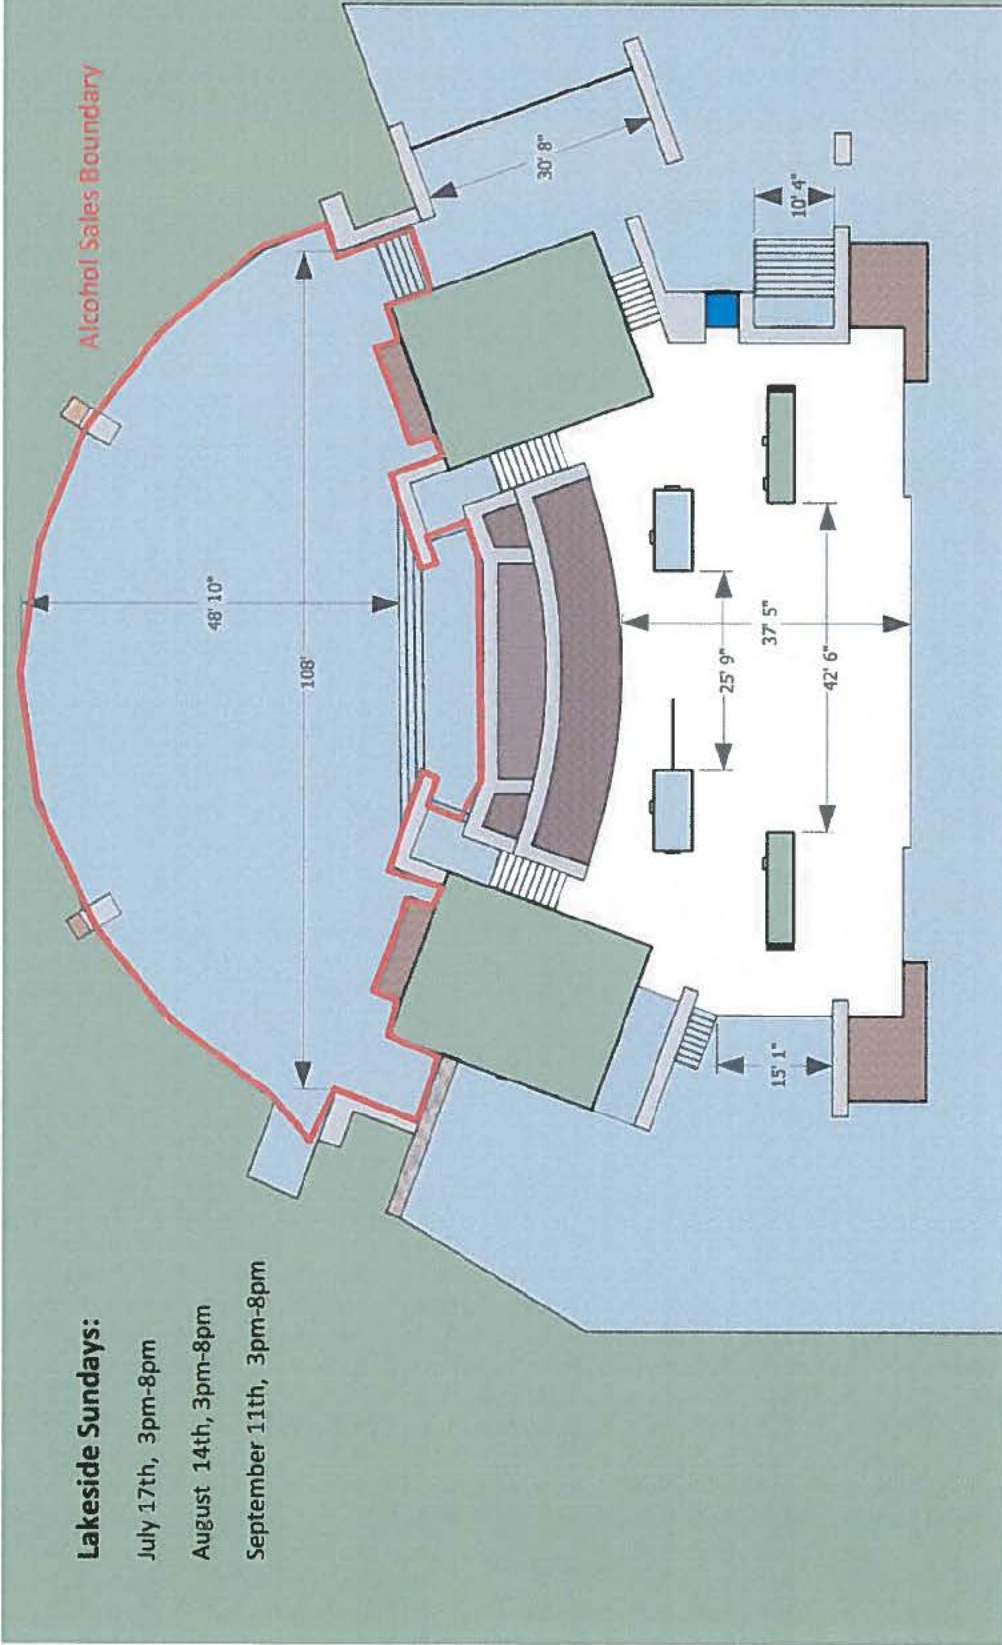 Lakeside Sundays:
July 17th, 3pm-8pm
August 14th, 3pm-8pm
September 11th, 3pm-8pm
Alcohol Sales Boundary
48' 10"
108'
30' 8"
10' 4"
25' 9"
37' 5"
42' 6"
15' 1"